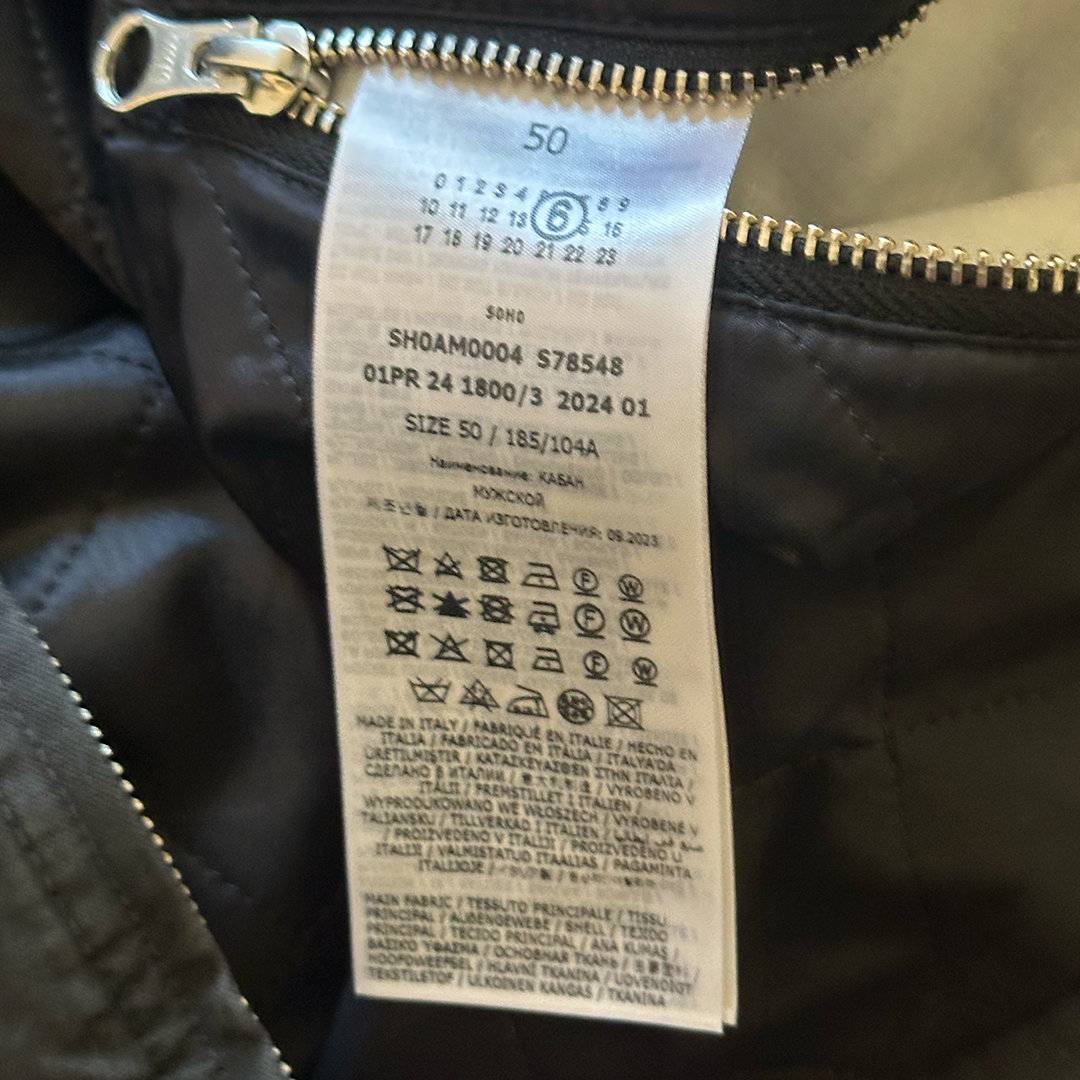 50
0 1 2 3 4 6 8 9
10 11 12 13 16
17 18 19 20 21 22 23
SOHO
SH0AM0004 S78548
01PR 24 1800/3 2024 01
SIZE 50 / 185/104A
Наименование: КАБАН
МУЖСКОЙ
/ ДАТА ИЗГОТОВЛЕНИЯ: 09.2023
F W
F W
F W
MADE IN ITALY / FABRIQUÉ EN ITALIE / HECHO EN
ITALIA / FABRICADO EM ITÁLIA / ITALYA'DA
ÜRETILMIŞTIR / ΚΑΤΑΣΚΕΥΑΣΘΕΝ ΣΤΗΝ ΙΤΑΛΙΑ /
СДЕЛАНО В ИТАЛИИ / / VYROBENO V
ITÁLII / FREMSTILLET I ITALIEN /
WYPRODUKOWANO WE WŁOSZECH / VYROBENÉ V
TALIANSKU / TILLVERKAD I ITALIEN /
/ PROIZVEDENO V ITALIJI / PROIZVEDENO U
ITALIJI / VALMISTATUD ITAALIAS / PAGAMINTA
ITALIJOJE /
MAIN FABRIC / TESSUTO PRINCIPALE / TISSU
PRINCIPAL / AUßENGEWEBE / SHELL / TEJIDO
PRINCIPAL / TECIDO PRINCIPAL / ANA KUMAŞ /
ΒΑΣΙΚΟ ΎΦΑΣΜΑ / ОСНОВНАЯ ТКАНЬ /
HOOFDWEEFSEL / HLAVNÍ TKANINA / UDVENDIGT
TEKSTILSTOF / ULKOINEN KANGAS / TKANINA